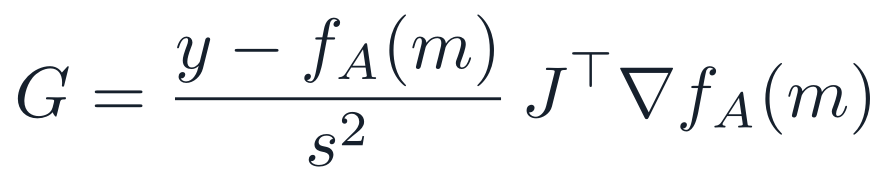 G = \frac{y - f_A(m)}{s^2} J^\top \nabla f_A(m)